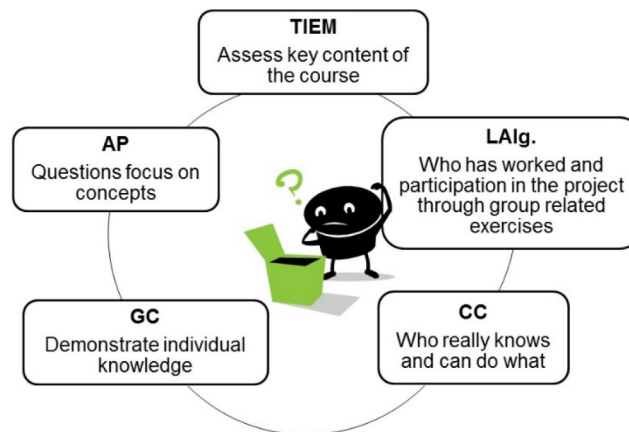 TIEM
Assess key content of
the course
AP
Questions focus on
concepts
LAlg.
Who has worked and
participation in the project
through group related
exercises
GC
Demonstrate individual
knowledge
CC
Who really knows
and can do what
?